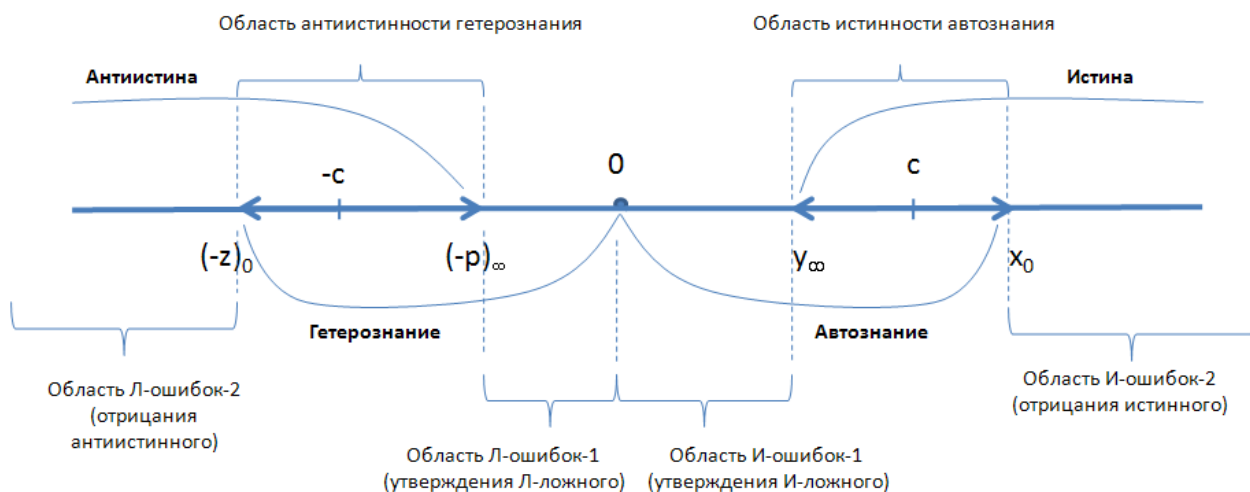 Область антиистинности гетерознания
Область истинности автознания
Антиистина
Истина
-c
0
c
(-z)₀
(-p)∞
y∞
x₀
Гетерознание
Автознание
Область Л-ошибок-2
(отрицания
антиистинного)
Область И-ошибок-2
(отрицания истинного)
Область Л-ошибок-1
(утверждения Л-ложного)
Область И-ошибок-1
(утверждения И-ложного)